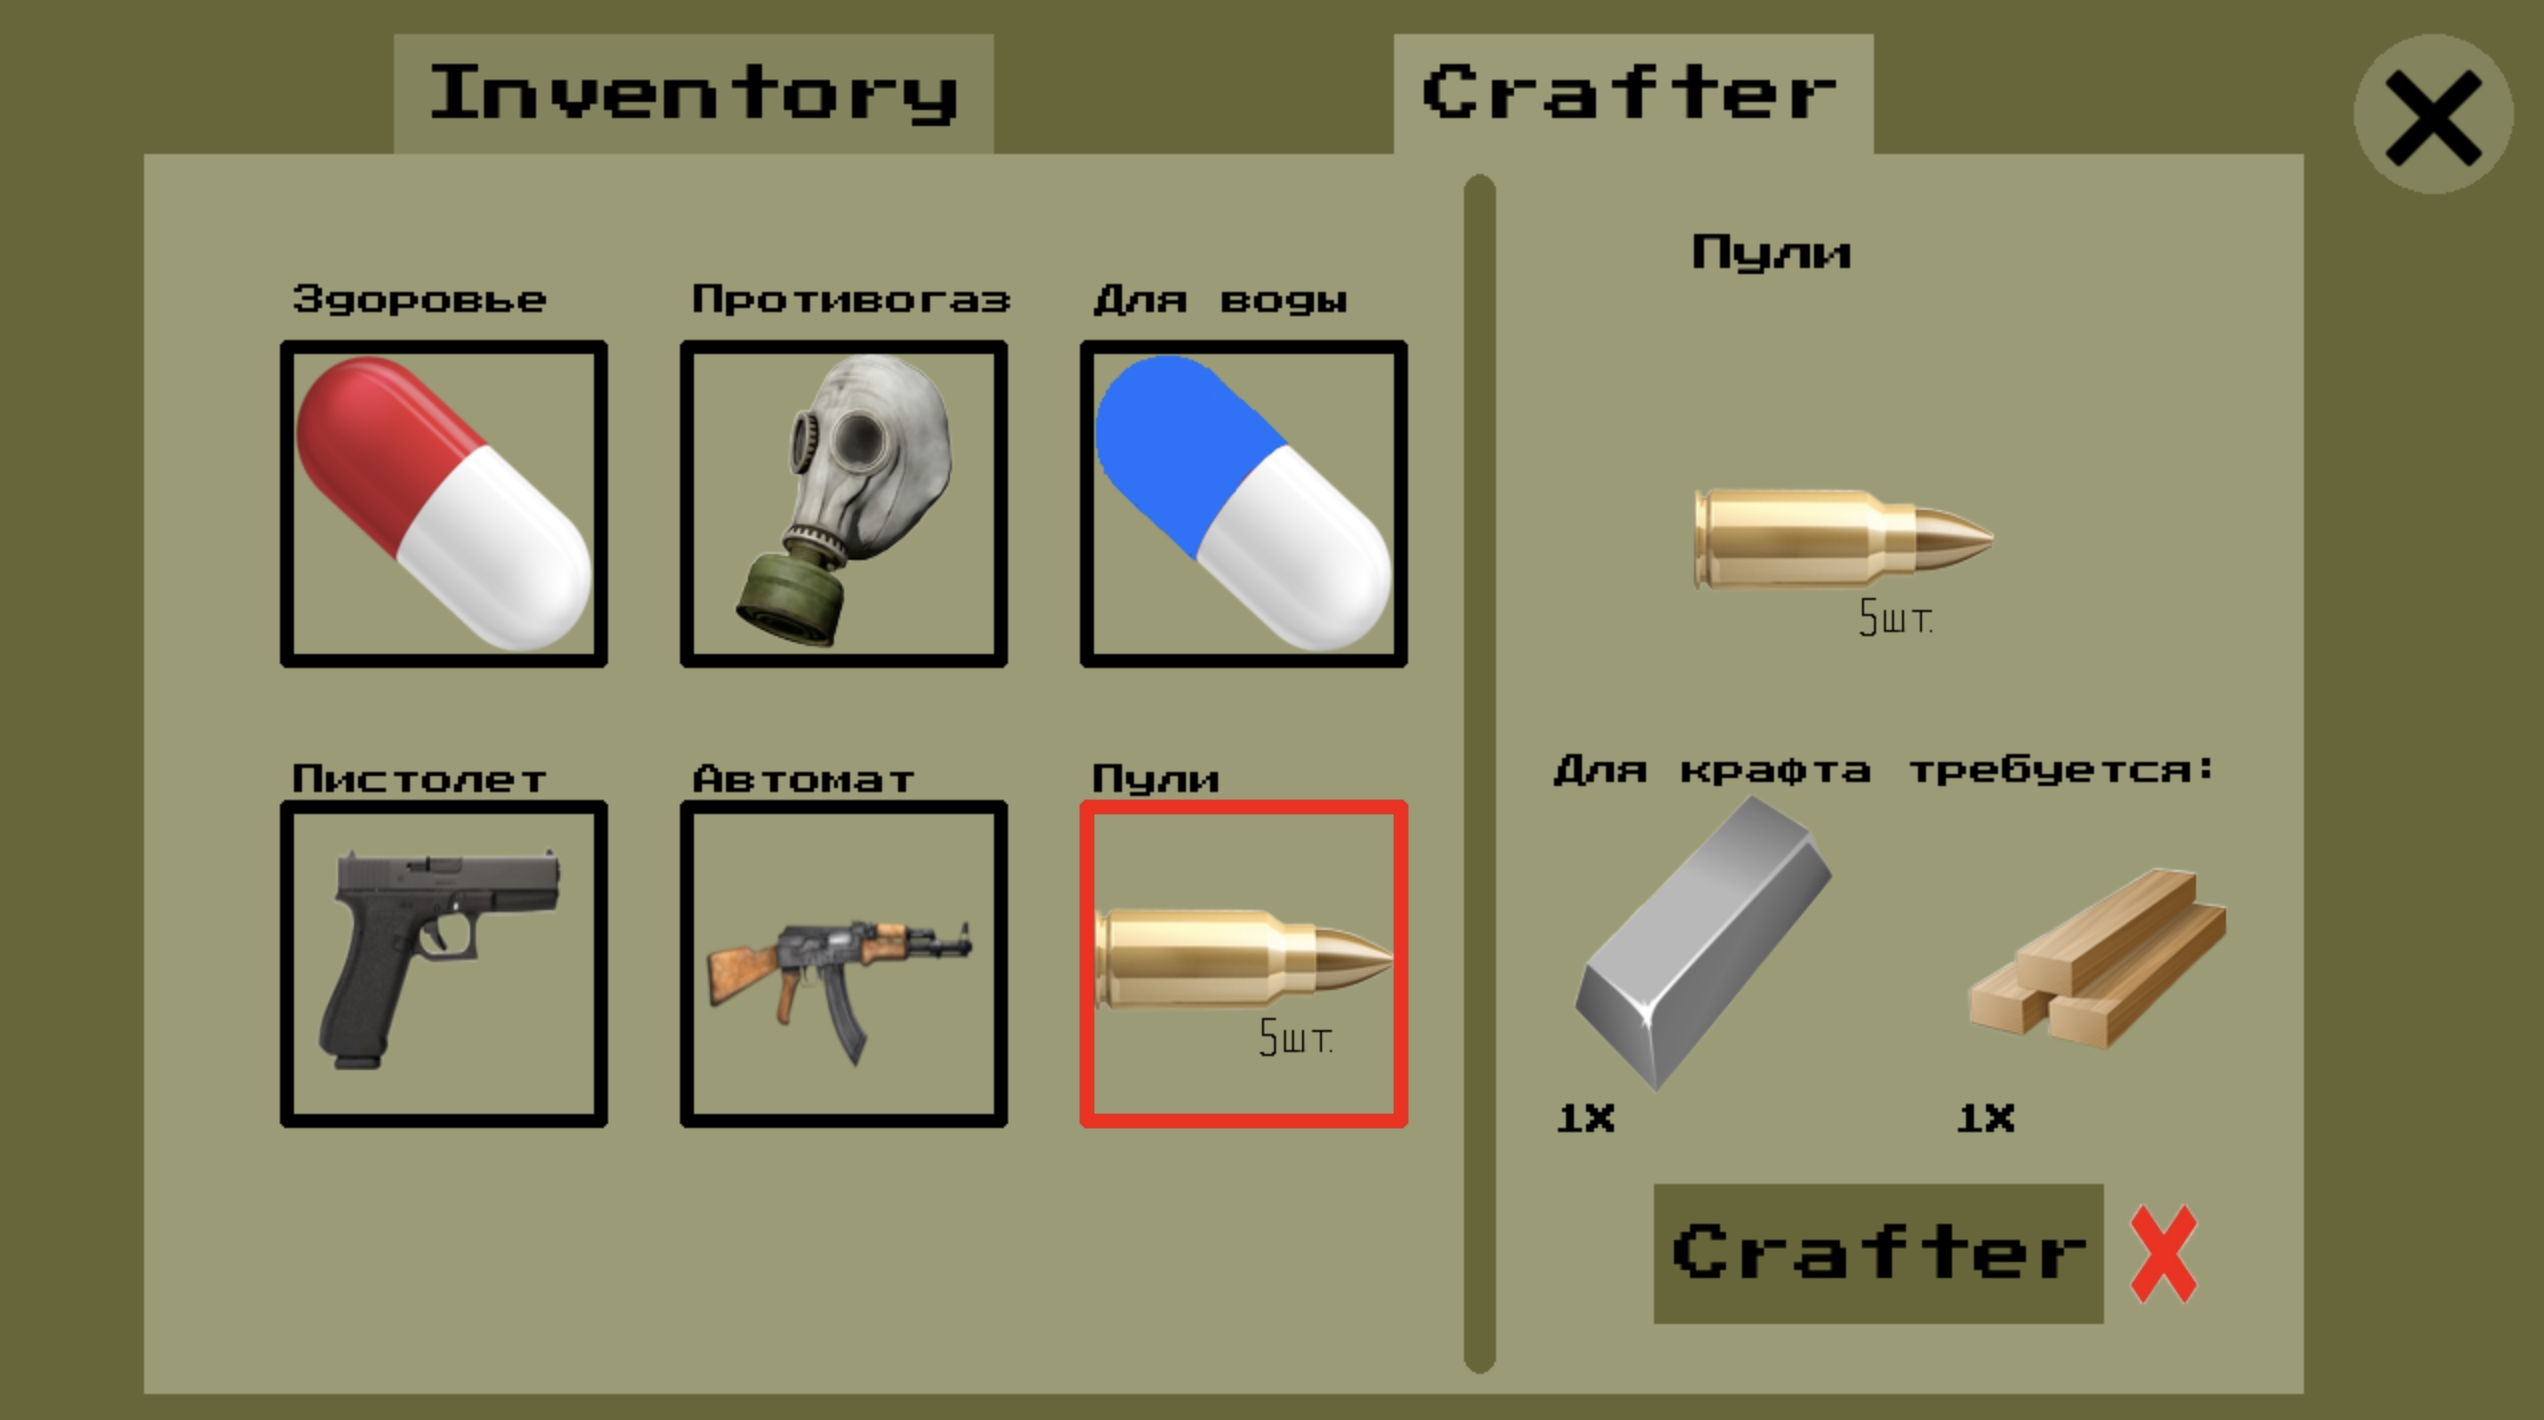 Inventory
Crafter
Здоровье
Противогаз
Для воды
Пистолет
Автомат
Пули
5шт.
Пули
5шт.
Для крафта требуется:
1X
1X
Crafter